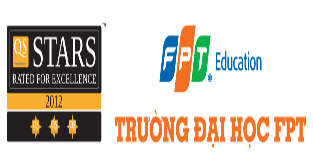 QS STARS
RATED FOR EXCELLENCE
2012
FPT Education
TRƯỜNG ĐẠI HỌC FPT